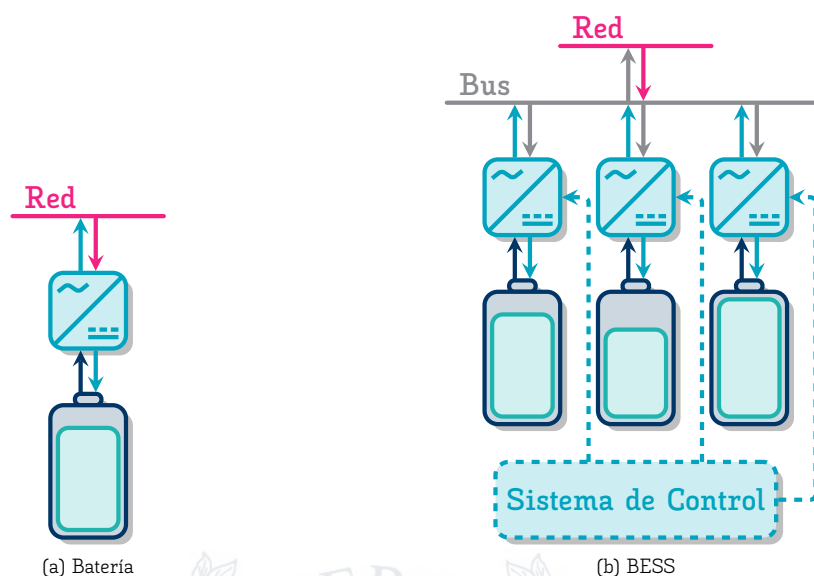 Red
Bus
Red
Sistema de Control
(a) Batería
(b) BESS